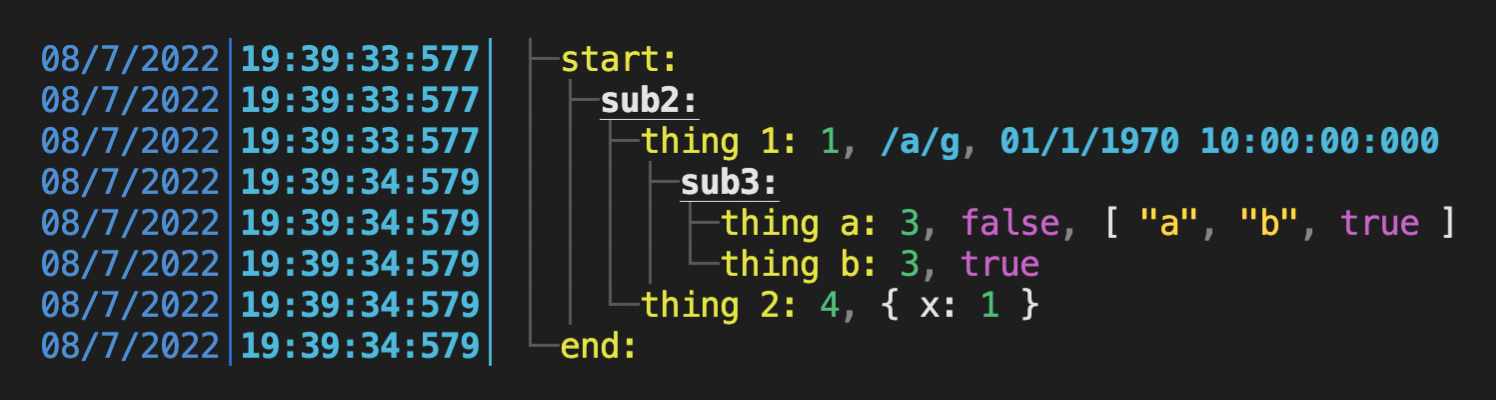 08/7/2022|19:39:33:577| ├─start:
08/7/2022|19:39:33:577| │ ├─sub2:
08/7/2022|19:39:33:577| │ │ ├─thing 1: 1, /a/g, 01/1/1970 10:00:00:000
08/7/2022|19:39:34:579| │ │ │ ├─sub3:
08/7/2022|19:39:34:579| │ │ │ │ ├─thing a: 3, false, [ "a", "b", true ]
08/7/2022|19:39:34:579| │ │ │ │ └─thing b: 3, true
08/7/2022|19:39:34:579| │ │ └─thing 2: 4, { x: 1 }
08/7/2022|19:39:34:579| └─end: